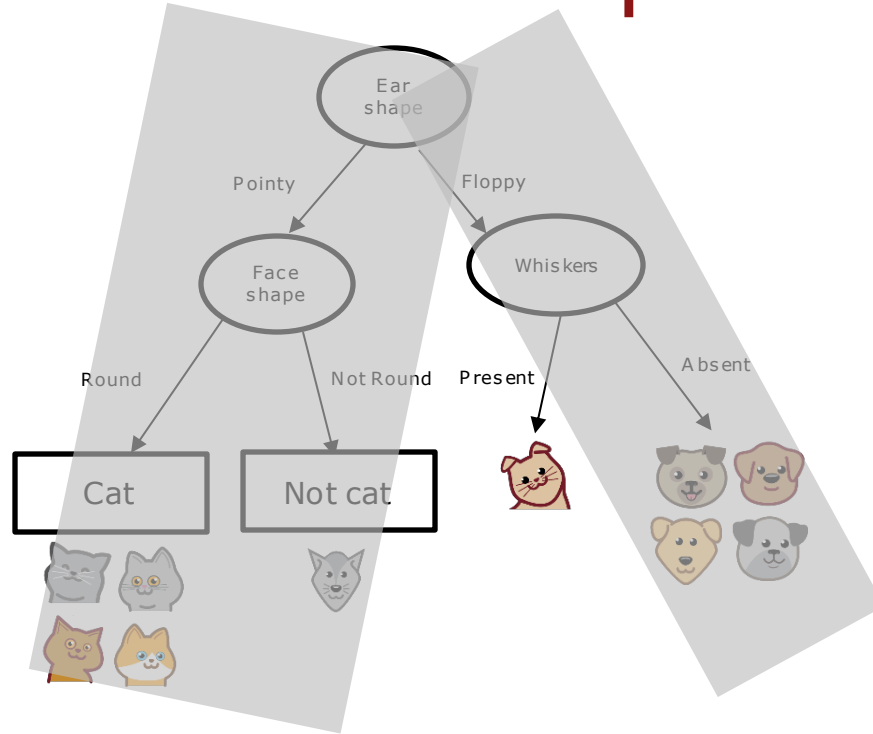 Ear
shape
Pointy
Floppy
Face
shape
Whiskers
Round
Not Round
Present
Absent
Cat
Not cat